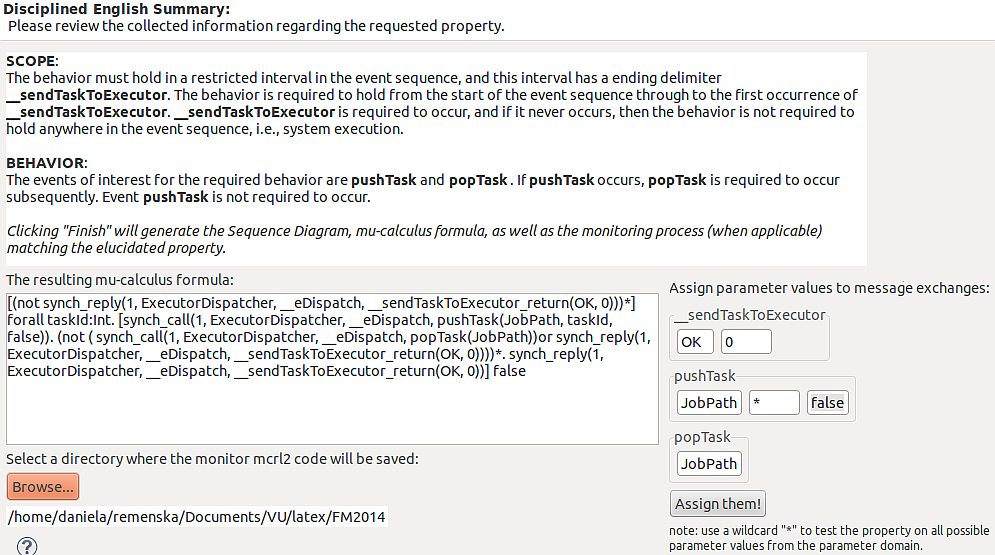 Disciplined English Summary:
Please review the collected information regarding the requested property.
SCOPE:
The behavior must hold in a restricted interval in the event sequence, and this interval has a ending delimiter
__sendTaskToExecutor. The behavior is required to hold from the start of the event sequence through to the first occurrence of
__sendTaskToExecutor. __sendTaskToExecutor is required to occur, and if it never occurs, then the behavior is not required to
hold anywhere in the event sequence, i.e., system execution.
BEHAVIOR:
The events of interest for the required behavior are pushTask and popTask. If pushTask occurs, popTask is required to occur
subsequently. Event pushTask is not required to occur.
Clicking "Finish" will generate the Sequence Diagram, mu-calculus formula, as well as the monitoring process (when applicable)
matching the elucidated property.
The resulting mu-calculus formula:
[(not synch_reply(1, ExecutorDispatcher, __eDispatch, __sendTaskToExecutor_return(OK, 0)))*]
forall taskId:Int. [synch_call(1, ExecutorDispatcher, __eDispatch, pushTask(JobPath, taskId,
false)). (not ( synch_call(1, ExecutorDispatcher, __eDispatch, popTask(JobPath))or synch_reply(1,
ExecutorDispatcher, __eDispatch, __sendTaskToExecutor_return(OK, 0))))*. synch_reply(1,
ExecutorDispatcher, __eDispatch, __sendTaskToExecutor_return(OK, 0))] false
Assign parameter values to message exchanges:
__sendTaskToExecutor
OK 0
pushTask
JobPath * false
popTask
JobPath
Assign them!
note: use a wildcard "*" to test the property on all possible
parameter values from the parameter domain.
Select a directory where the monitor mcrl2 code will be saved:
Browse...
/home/daniela/remenska/Documents/VU/latex/FM2014
?